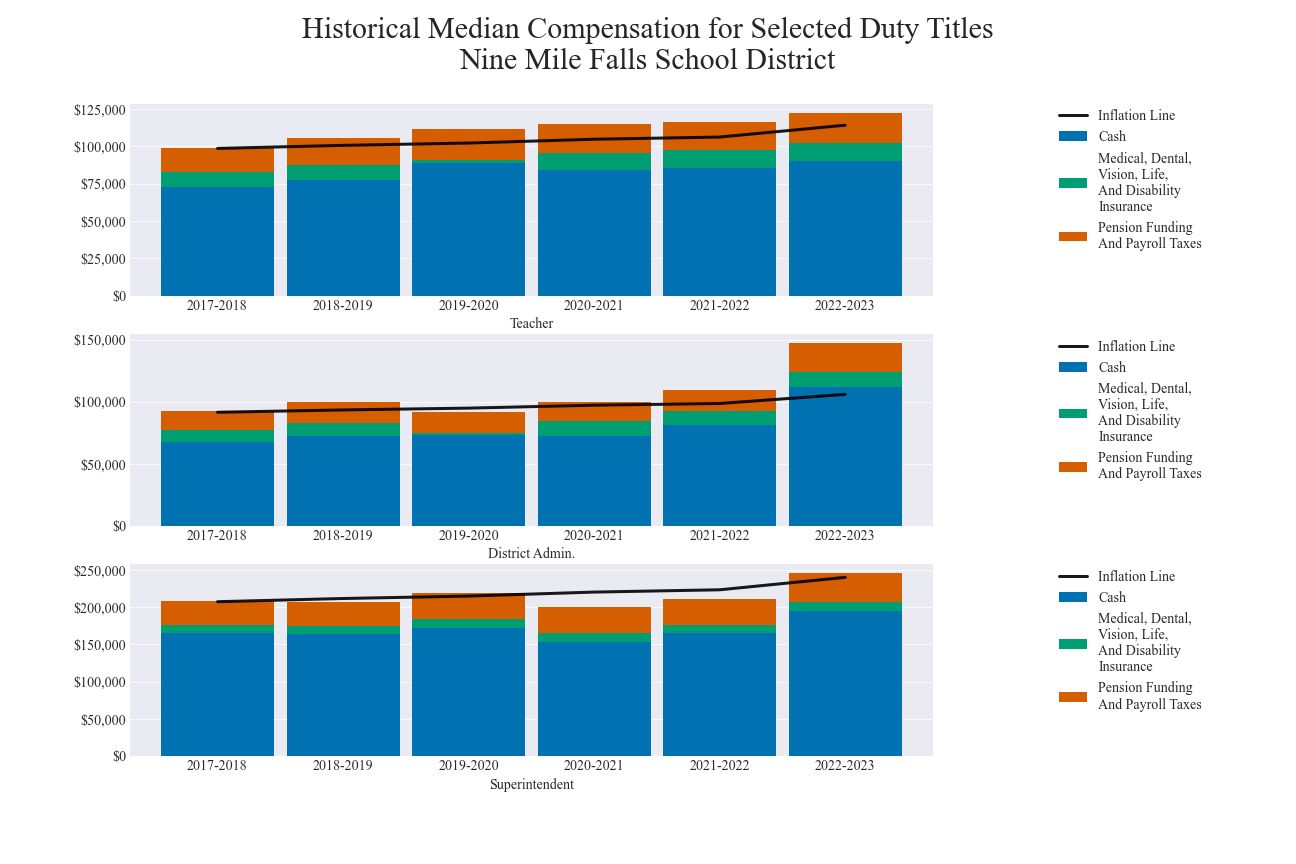 Historical Median Compensation for Selected Duty Titles
Nine Mile Falls School District
$125,000
$100,000
$75,000
$50,000
$25,000
$0
2017-2018 2018-2019 2019-2020 2020-2021 2021-2022 2022-2023
Teacher
Inflation Line
Cash
Medical, Dental,
Vision, Life,
And Disability
Insurance
Pension Funding
And Payroll Taxes
$150,000
$100,000
$50,000
$0
2017-2018 2018-2019 2019-2020 2020-2021 2021-2022 2022-2023
District Admin.
Inflation Line
Cash
Medical, Dental,
Vision, Life,
And Disability
Insurance
Pension Funding
And Payroll Taxes
$250,000
$200,000
$150,000
$100,000
$50,000
$0
2017-2018 2018-2019 2019-2020 2020-2021 2021-2022 2022-2023
Superintendent
Inflation Line
Cash
Medical, Dental,
Vision, Life,
And Disability
Insurance
Pension Funding
And Payroll Taxes